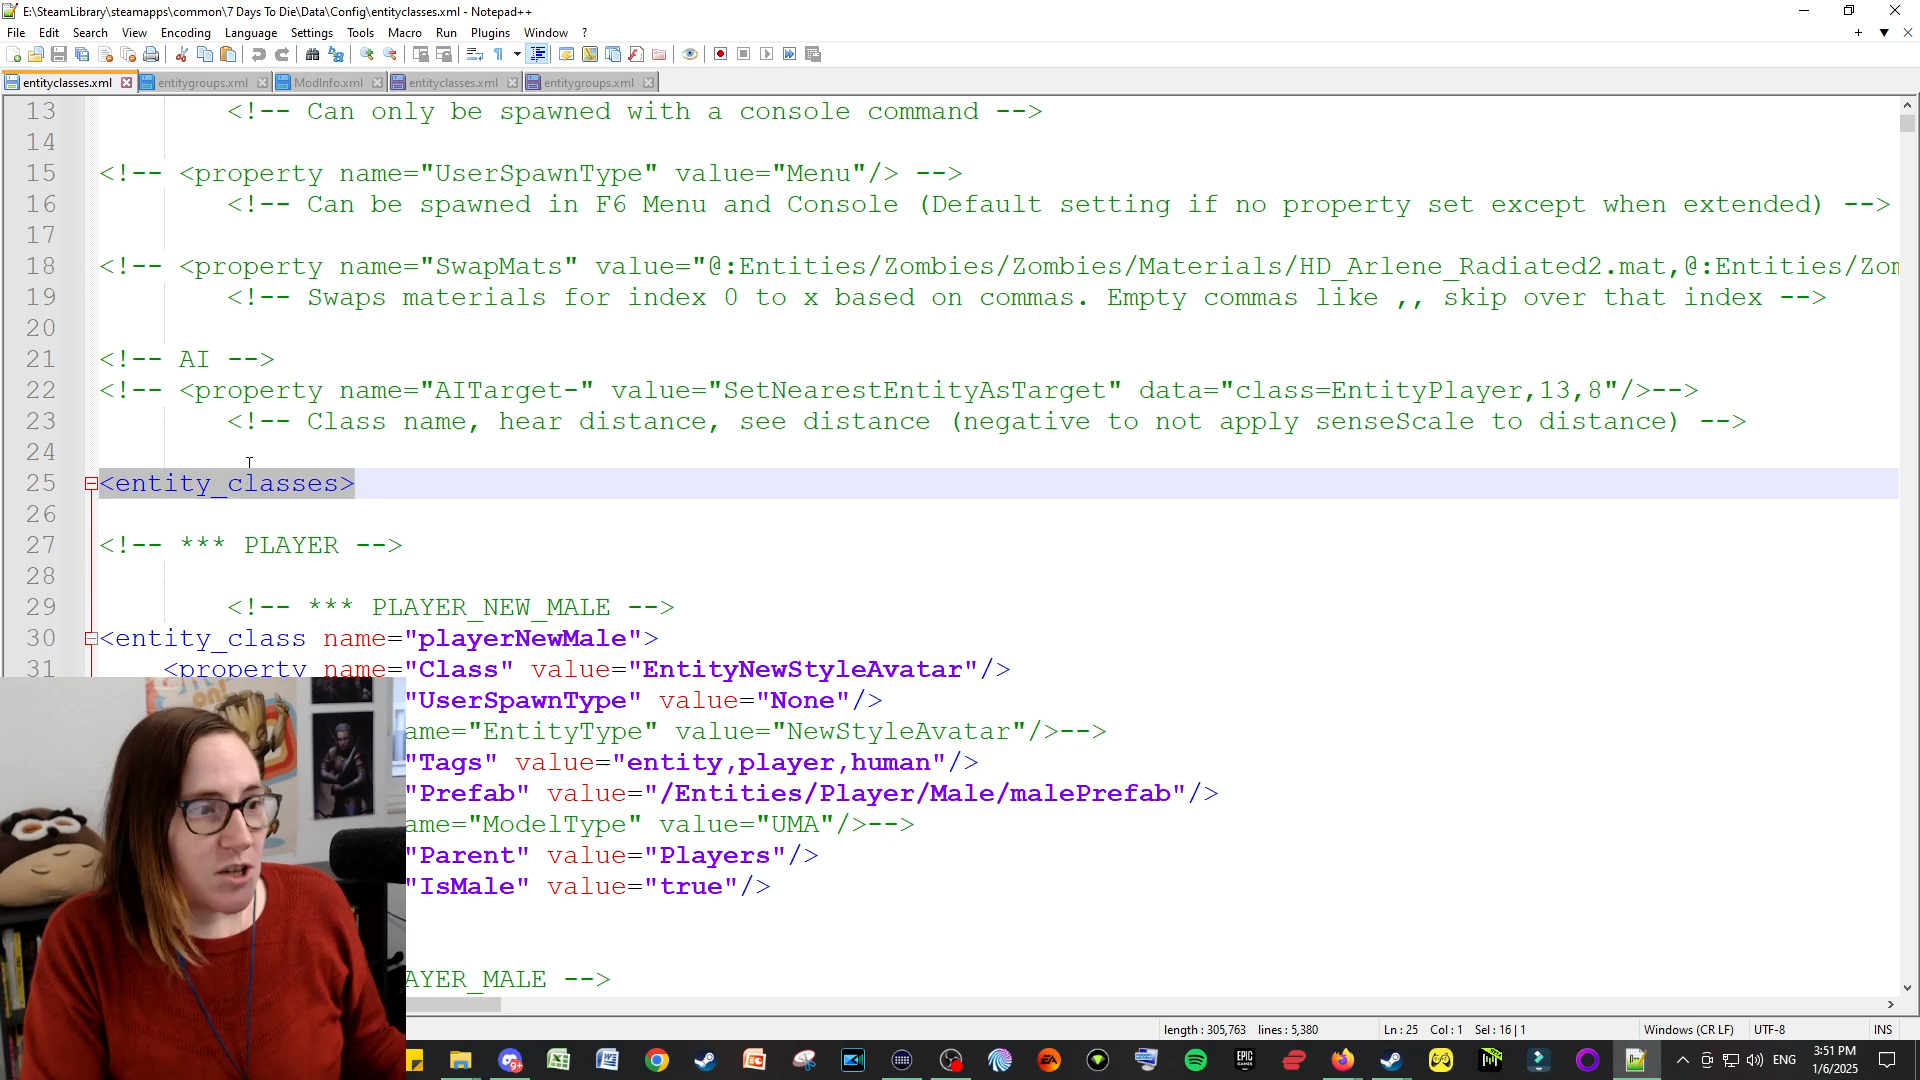 E:\SteamLibrary\steamapps\common\7 Days To Die\Data\Config\entityclasses.xml - Notepad++
File Edit Search View Encoding Language Settings Tools Macro Run Plugins Window ?
entityclasses.xml entitygroups.xml ModInfo.xml entityclasses.xml entitygroups.xml
13 <!-- Can only be spawned with a console command -->
14
15 <!-- <property name="UserSpawnType" value="Menu"/> -->
16 <!-- Can be spawned in F6 Menu and Console (Default setting if no property set except when extended) -->
17
18 <!-- <property name="SwapMats" value="@:Entities/Zombies/Zombies/Materials/HD_Arlene_Radiated2.mat,@:Entities/Zom
19 <!-- Swaps materials for index 0 to x based on commas. Empty commas like ,, skip over that index -->
20
21 <!-- AI -->
22 <!-- <property name="AITarget-" value="SetNearestEntityAsTarget" data="class=EntityPlayer,13,8"/>-->
23 <!-- Class name, hear distance, see distance (negative to not apply senseScale to distance) -->
24
25 <entity_classes>
26
27 <!-- *** PLAYER -->
28
29 <!-- *** PLAYER_NEW_MALE -->
30 <entity_class name="playerNewMale">
31 <property name="Class" value="EntityNewStyleAvatar"/>
"UserSpawnType" value="None"/>
ame="EntityType" value="NewStyleAvatar"/>-->
"Tags" value="entity,player,human"/>
"Prefab" value="/Entities/Player/Male/malePrefab"/>
ame="ModelType" value="UMA"/>-->
"Parent" value="Players"/>
"IsMale" value="true"/>
AYER_MALE -->
length : 305,763 lines : 5,380 Ln : 25 Col : 1 Sel : 16 | 1 Windows (CR LF) UTF-8 INS
ENG 3:51 PM
1/6/2025